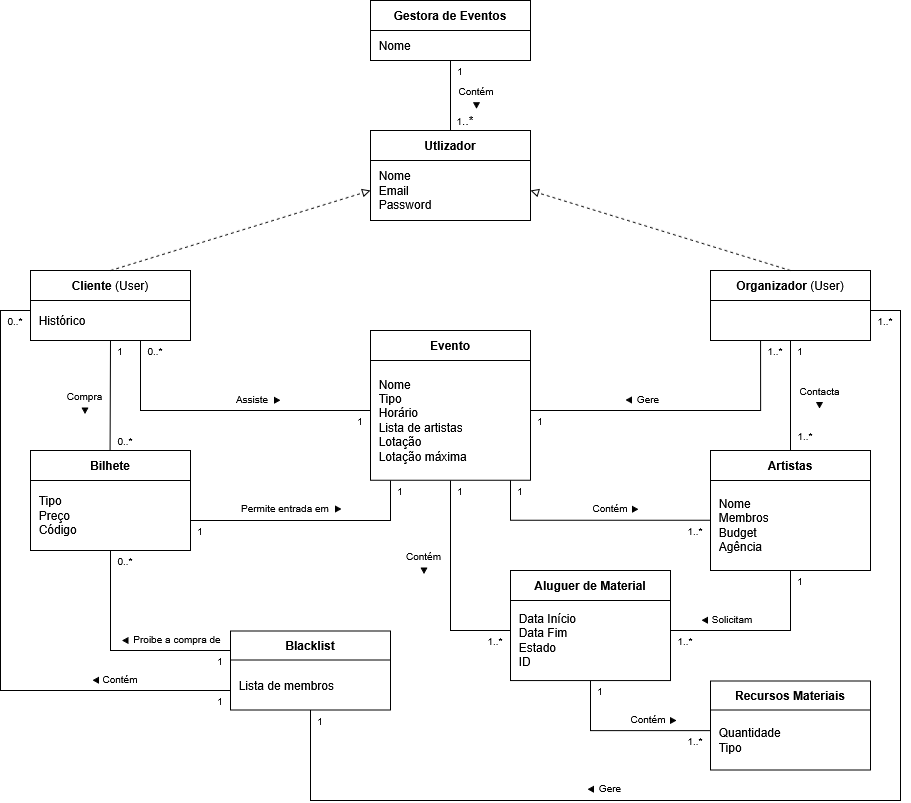 Gestora de Eventos
Nome
1
Contém
1..*
Utlizador
Nome
Email
Password
Cliente (User)
Histórico
0..*
1
0..*
Organizador (User)
1..*
1..*
1
Evento
Nome
Tipo
Horário
Lista de artistas
Lotação
Lotação máxima
Compra
Assiste
1
Gere
1
Contacta
0..*
1..*
Bilhete
Tipo
Preço
Código
Artistas
Nome
Membros
Budget
Agência
1
1
1
Permite entrada em
1
Contém
1..*
Contém
0..*
1
Aluguer de Material
Data Início
Data Fim
Estado
ID
1..*
Solicitam
1..*
Proibe a compra de
1
Blacklist
Lista de membros
Contém
1
1
1
Contém
1..*
Recursos Materiais
Quantidade
Tipo
Gere